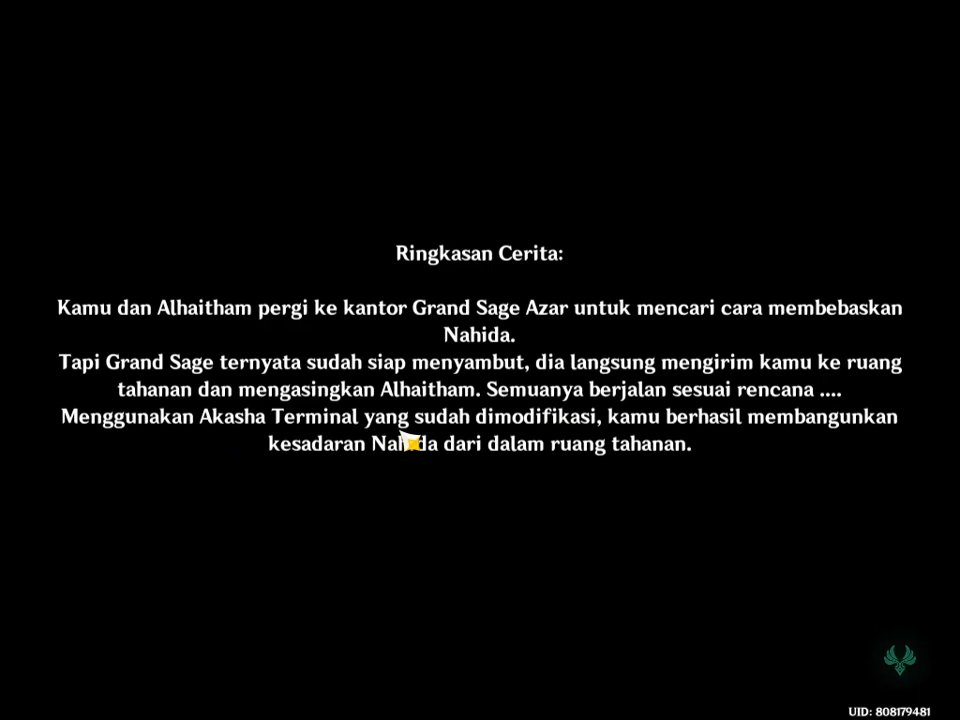 Ringkasan Cerita:
Kamu dan Alhaitham pergi ke kantor Grand Sage Azar untuk mencari cara membebaskan
Nahida.
Tapi Grand Sage ternyata sudah siap menyambut, dia langsung mengirim kamu ke ruang
tahanan dan mengasingkan Alhaitham. Semuanya berjalan sesuai rencana ....
Menggunakan Akasha Terminal yang sudah dimodifikasi, kamu berhasil membangunkan
kesadaran Nahida dari dalam ruang tahanan.
UID: 808179481